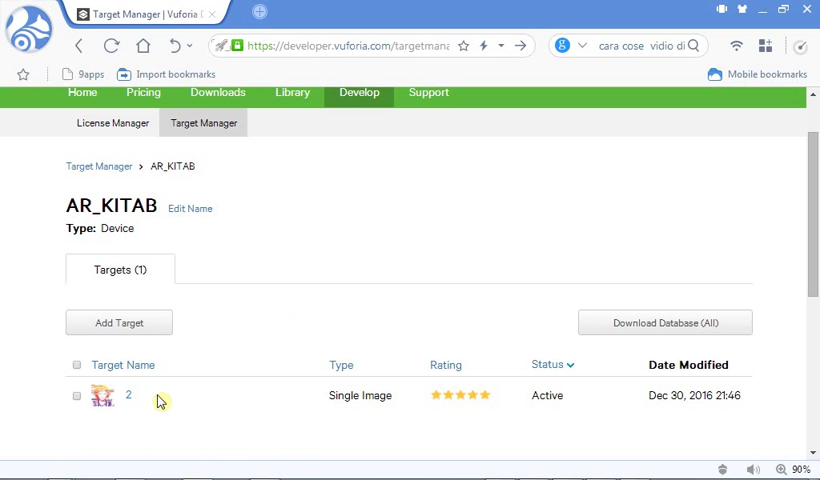 Target Manager | Vuforia
https://developer.vuforia.com/targetmana
cara cose vidio di
9apps Import bookmarks Mobile bookmarks
Home Pricing Downloads Library Develop Support
License Manager Target Manager
Target Manager > AR_KITAB
AR_KITAB Edit Name
Type: Device
Targets (1)
Add Target Download Database (All)
Target Name Type Rating Status Date Modified
2 Single Image Active Dec 30, 2016 21:46
90%